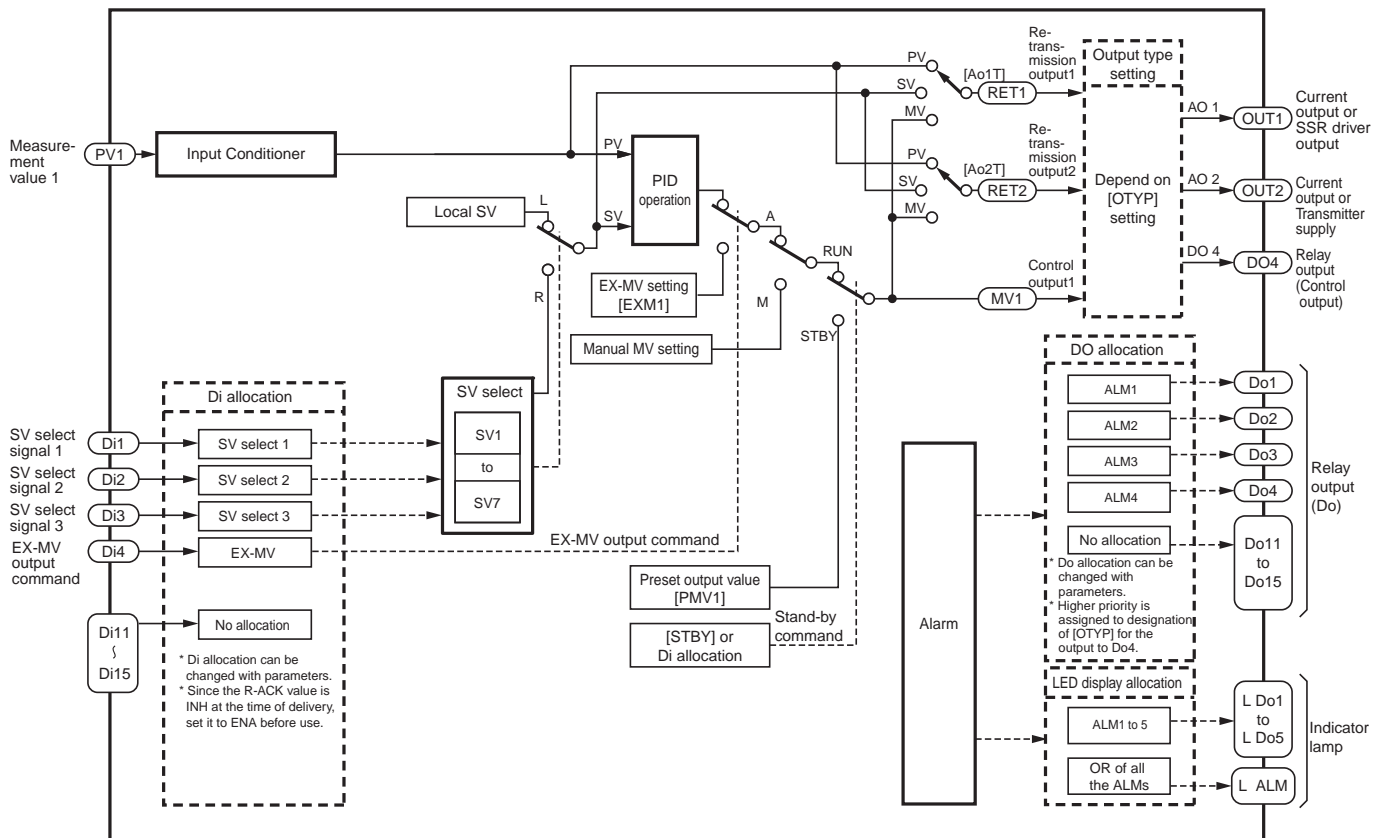 Measure-
ment
value 1
PV1
Input Conditioner
PV
PID
operation
Local SV
L
SV
R
A
EX-MV setting
[EXM1]
M
Manual MV setting
RUN
STBY
PV
SV
MV
[Ao1T]
Re-
trans-
mission
output1
RET1
PV
SV
MV
[Ao2T]
Re-
trans-
mission
output2
RET2
Control
output1
MV1
Output type
setting
Depend on
[OTYP]
setting
AO 1
OUT1
Current
output or
SSR driver
output
AO 2
OUT2
Current
output or
Transmitter
supply
DO 4
DO4
Relay
output
(Control
output)
Di allocation
SV select
signal 1
Di1
SV select 1
SV select
signal 2
Di2
SV select 2
SV select
signal 3
Di3
SV select 3
EX-MV
output
command
Di4
EX-MV
Di11
~
Di15
No allocation
* Di allocation can be
changed with parameters.
* Since the R-ACK value is
INH at the time of delivery,
set it to ENA before use.
SV select
SV1
to
SV7
EX-MV output command
Preset output value
[PMV1]
Stand-by
command
[STBY] or
Di allocation
Alarm
DO allocation
ALM1
Do1
ALM2
Do2
ALM3
Do3
ALM4
Do4
No allocation
Do11
to
Do15
Relay
output
(Do)
* Do allocation can be
changed with
parameters.
* Higher priority is
assigned to designation
of [OTYP] for the
output to Do4.
LED display allocation
ALM1 to 5
L Do1
to
L Do5
OR of all
the ALMs
L ALM
Indicator
lamp